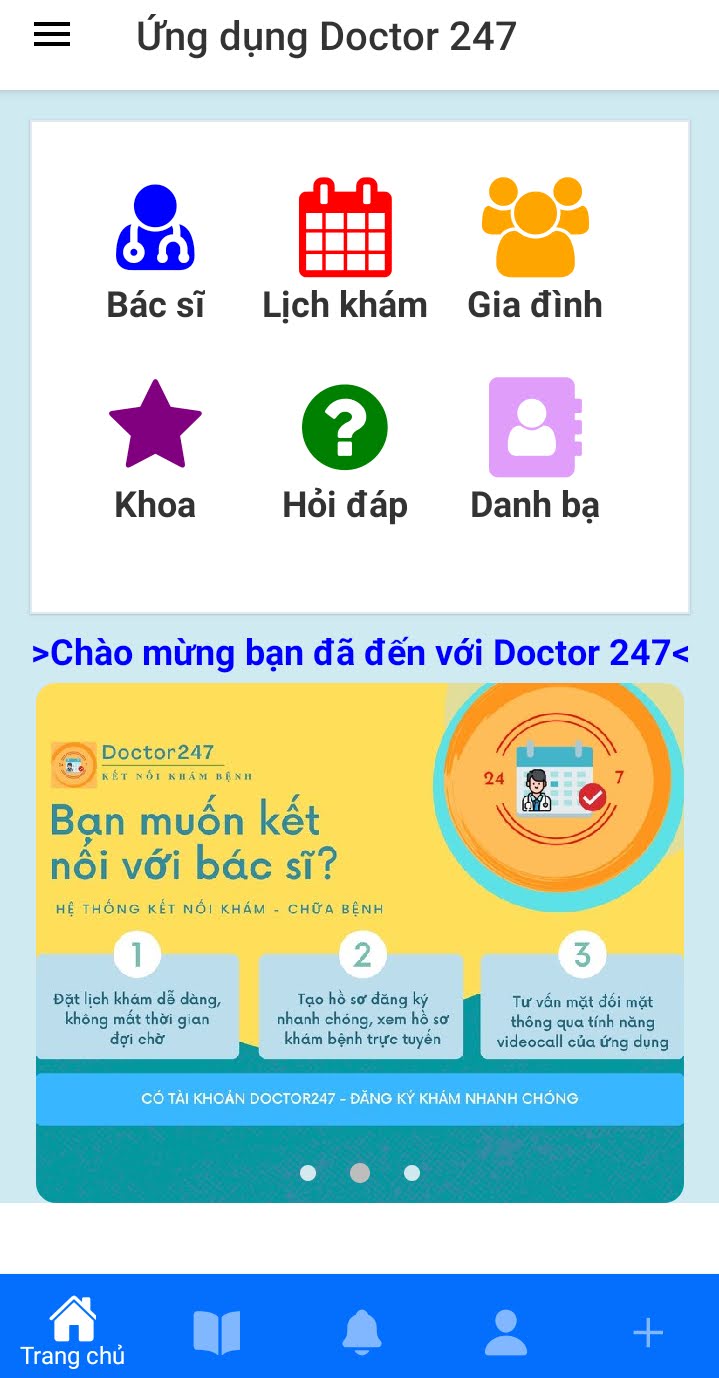 Ứng dụng Doctor 247
Bác sĩ Lịch khám Gia đình
Khoa Hỏi đáp Danh bạ
>Chào mừng bạn đã đến với Doctor 247<
Doctor247
KẾT NỐI KHÁM BỆNH
24 7
Bạn muốn kết
nối với bác sĩ?
HỆ THỐNG KẾT NỐI KHÁM - CHỮA BỆNH
1
Đặt lịch khám dễ dàng,
không mất thời gian
đợi chờ
2
Tạo hồ sơ đăng ký
nhanh chóng, xem hồ sơ
khám bệnh trực tuyến
3
Tư vấn mặt đối mặt
thông qua tính năng
videocall của ứng dụng
CÓ TÀI KHOẢN DOCTOR247 - ĐĂNG KÝ KHÁM NHANH CHÓNG
Trang chủ